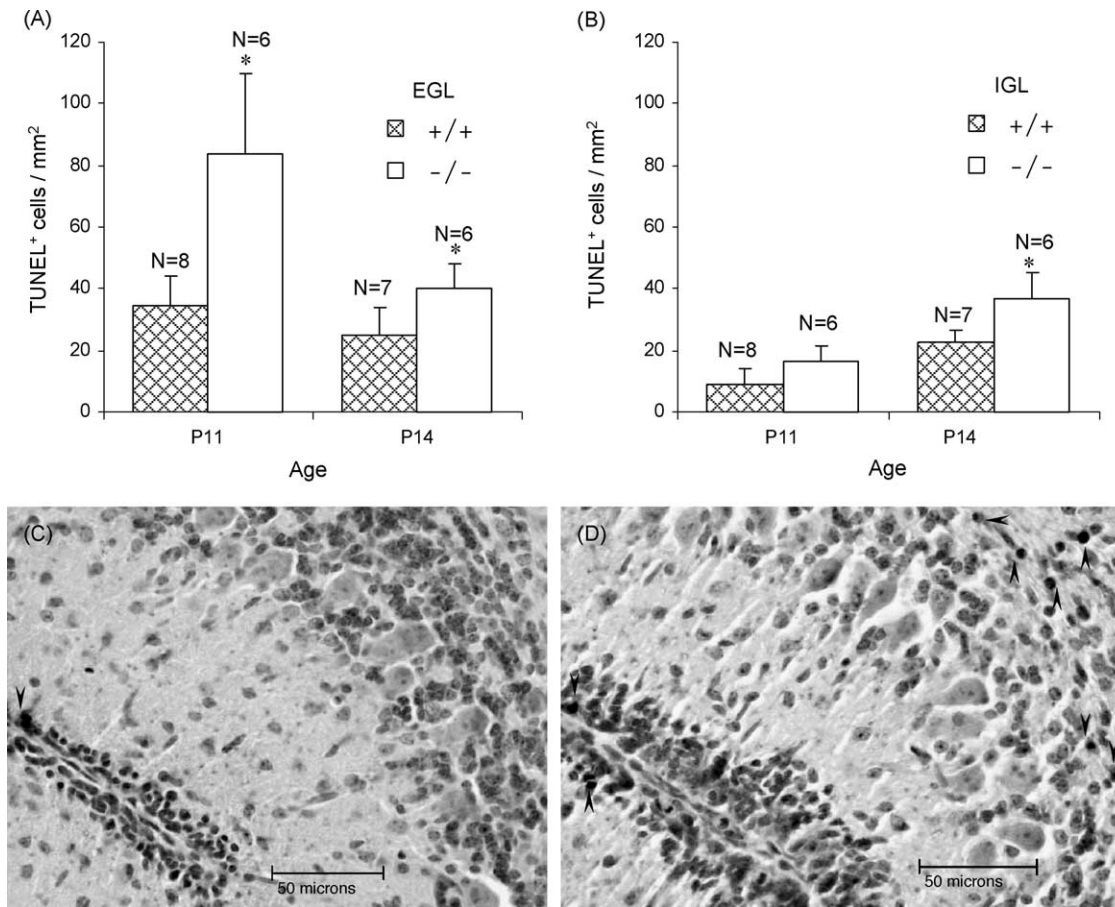 (A)
TUNEL⁺ cells / mm²
120
100
80
60
40
20
0
N=8
N=6
*
N=7
N=6
*
EGL
+/+
-/-
P11
P14
Age
(B)
TUNEL⁺ cells / mm²
120
100
80
60
40
20
0
N=8
N=6
N=7
N=6
*
IGL
+/+
-/-
P11
P14
Age
(C)
50 microns
(D)
50 microns